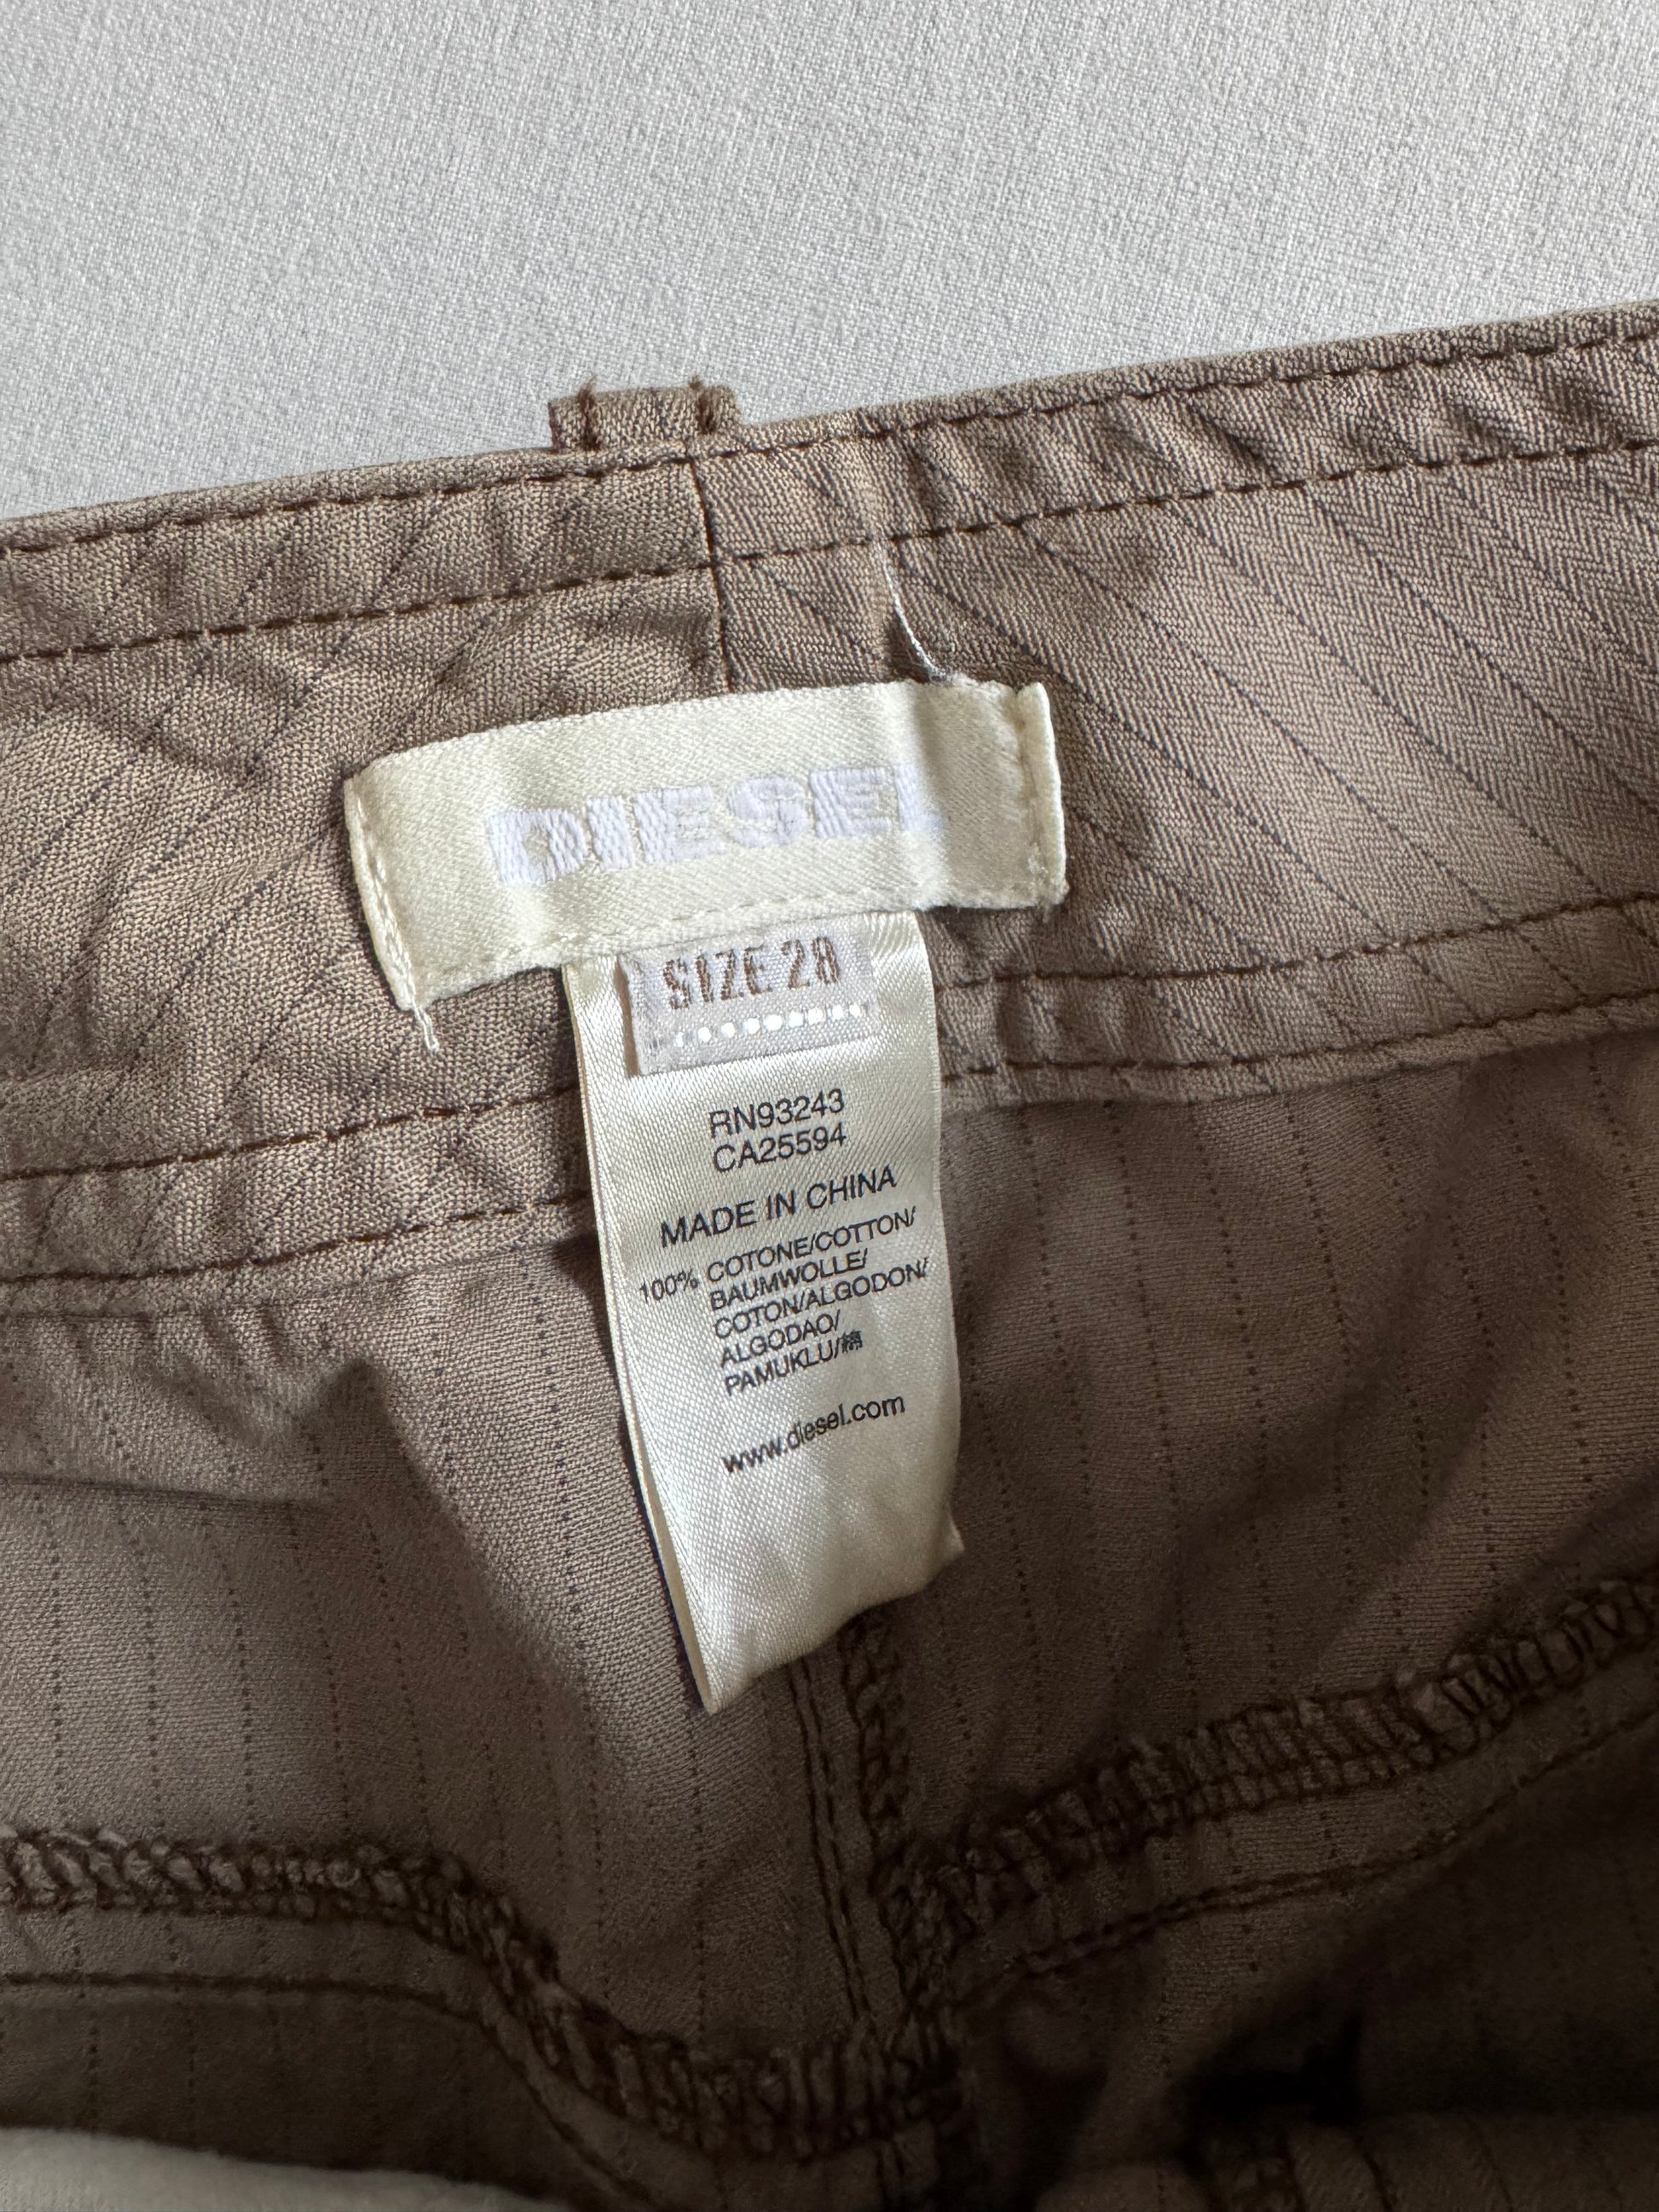 DIESEL
SIZE 28
RN93243
CA25594
MADE IN CHINA
100% COTONE/COTTON/
BAUMWOLLE/
COTON/ALGODON/
ALGODAO/
PAMUKLU/綿
www.diesel.com